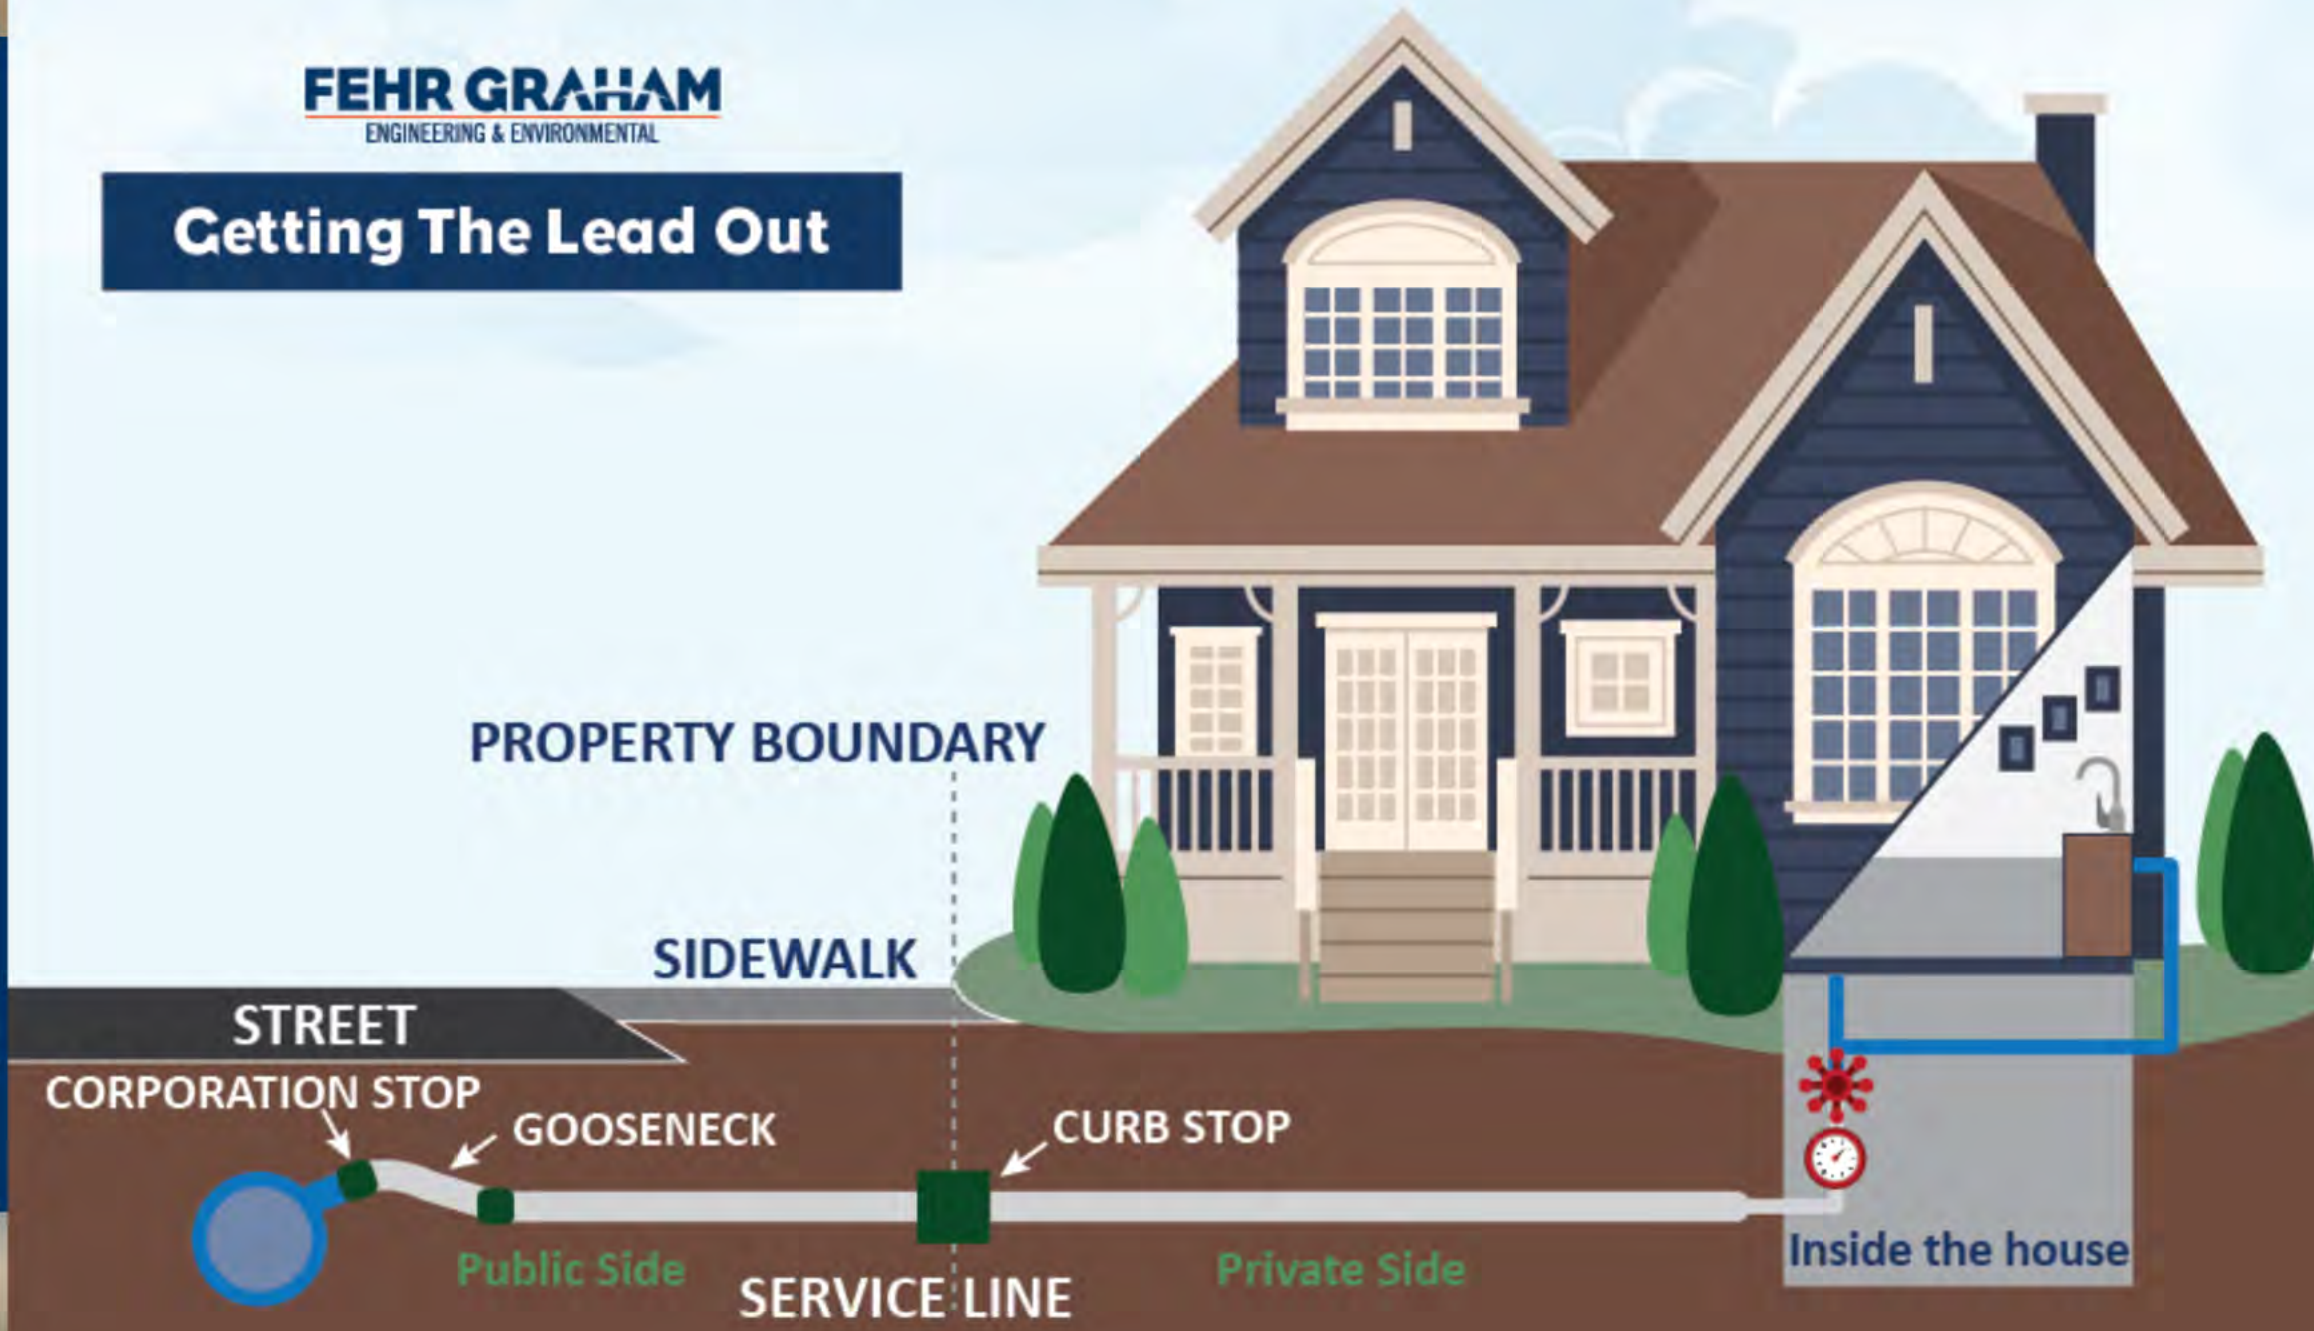 FEHR GRAHAM
ENGINEERING & ENVIRONMENTAL
Getting The Lead Out
PROPERTY BOUNDARY
SIDEWALK
STREET
CORPORATION STOP
GOOSENECK
CURB STOP
Public Side
Private Side
Inside the house
SERVICE LINE